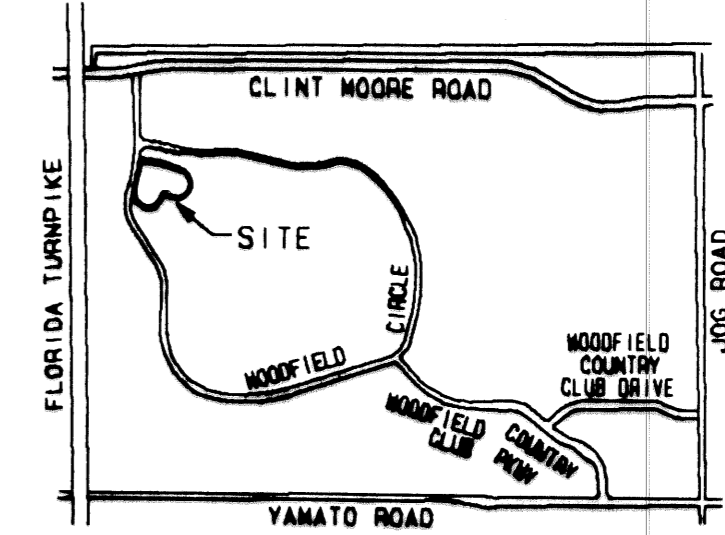 CLINT MOORE ROAD
FLORIDA TURNPIKE
SITE
JOG ROAD
CIRCLE
WOODFIELD
WOODFIELD
COUNTRY
CLUB DRIVE
WOODFIELD COUNTRY
CLUB PKWY
YAMATO ROAD